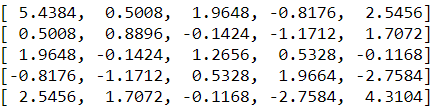 [ 5.4384, 0.5008, 1.9648, -0.8176, 2.5456]
[ 0.5008, 0.8896, -0.1424, -1.1712, 1.7072]
[ 1.9648, -0.1424, 1.2656, 0.5328, -0.1168]
[-0.8176, -1.1712, 0.5328, 1.9664, -2.7584]
[ 2.5456, 1.7072, -0.1168, -2.7584, 4.3104]